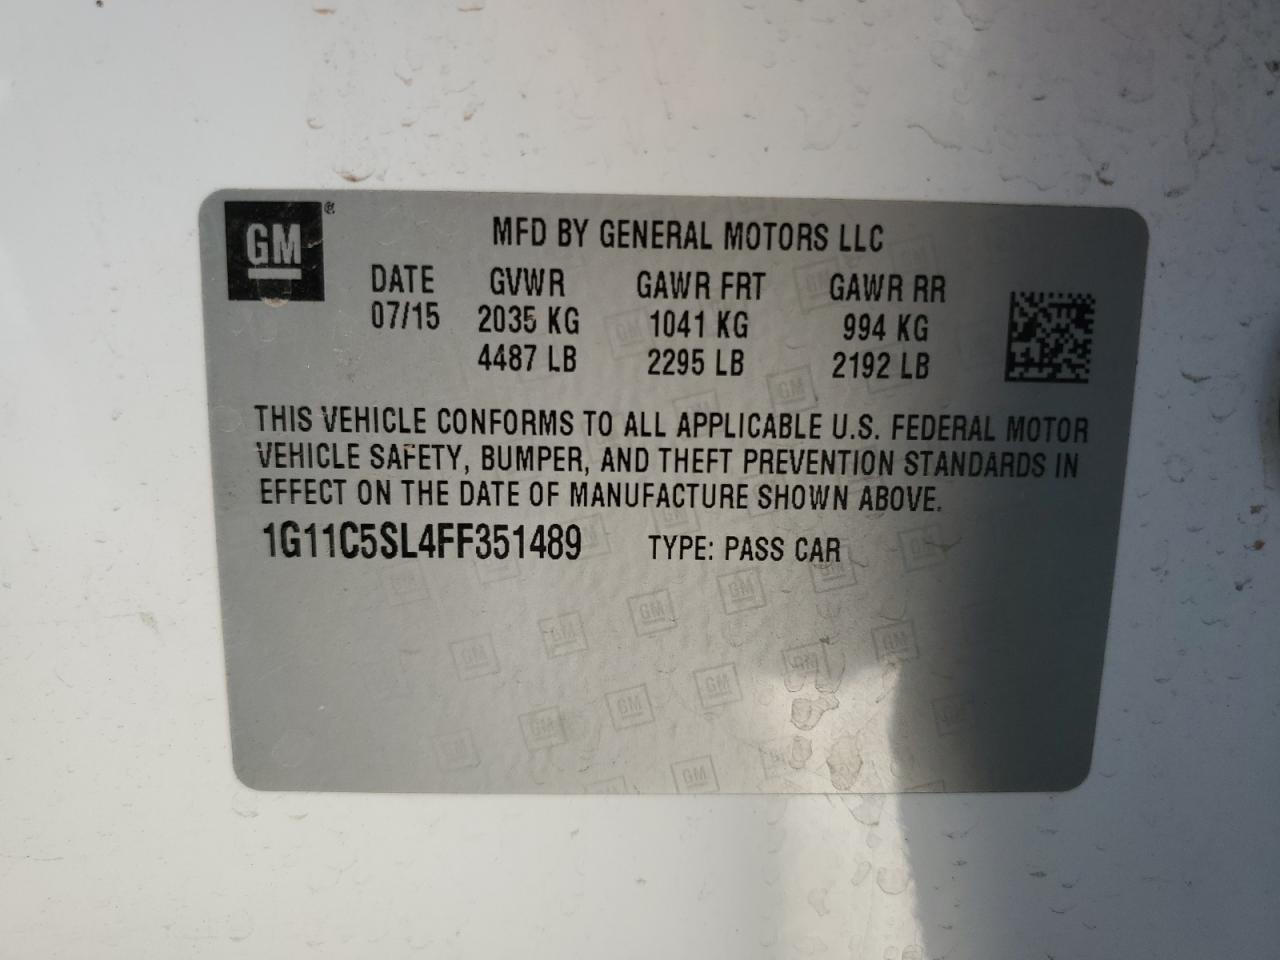 GM ®
MFD BY GENERAL MOTORS LLC
DATE GVWR GAWR FRT GAWR RR
07/15 2035 KG 1041 KG 994 KG
4487 LB 2295 LB 2192 LB
THIS VEHICLE CONFORMS TO ALL APPLICABLE U.S. FEDERAL MOTOR
VEHICLE SAFETY, BUMPER, AND THEFT PREVENTION STANDARDS IN
EFFECT ON THE DATE OF MANUFACTURE SHOWN ABOVE.
1G11C5SL4FF351489 TYPE: PASS CAR